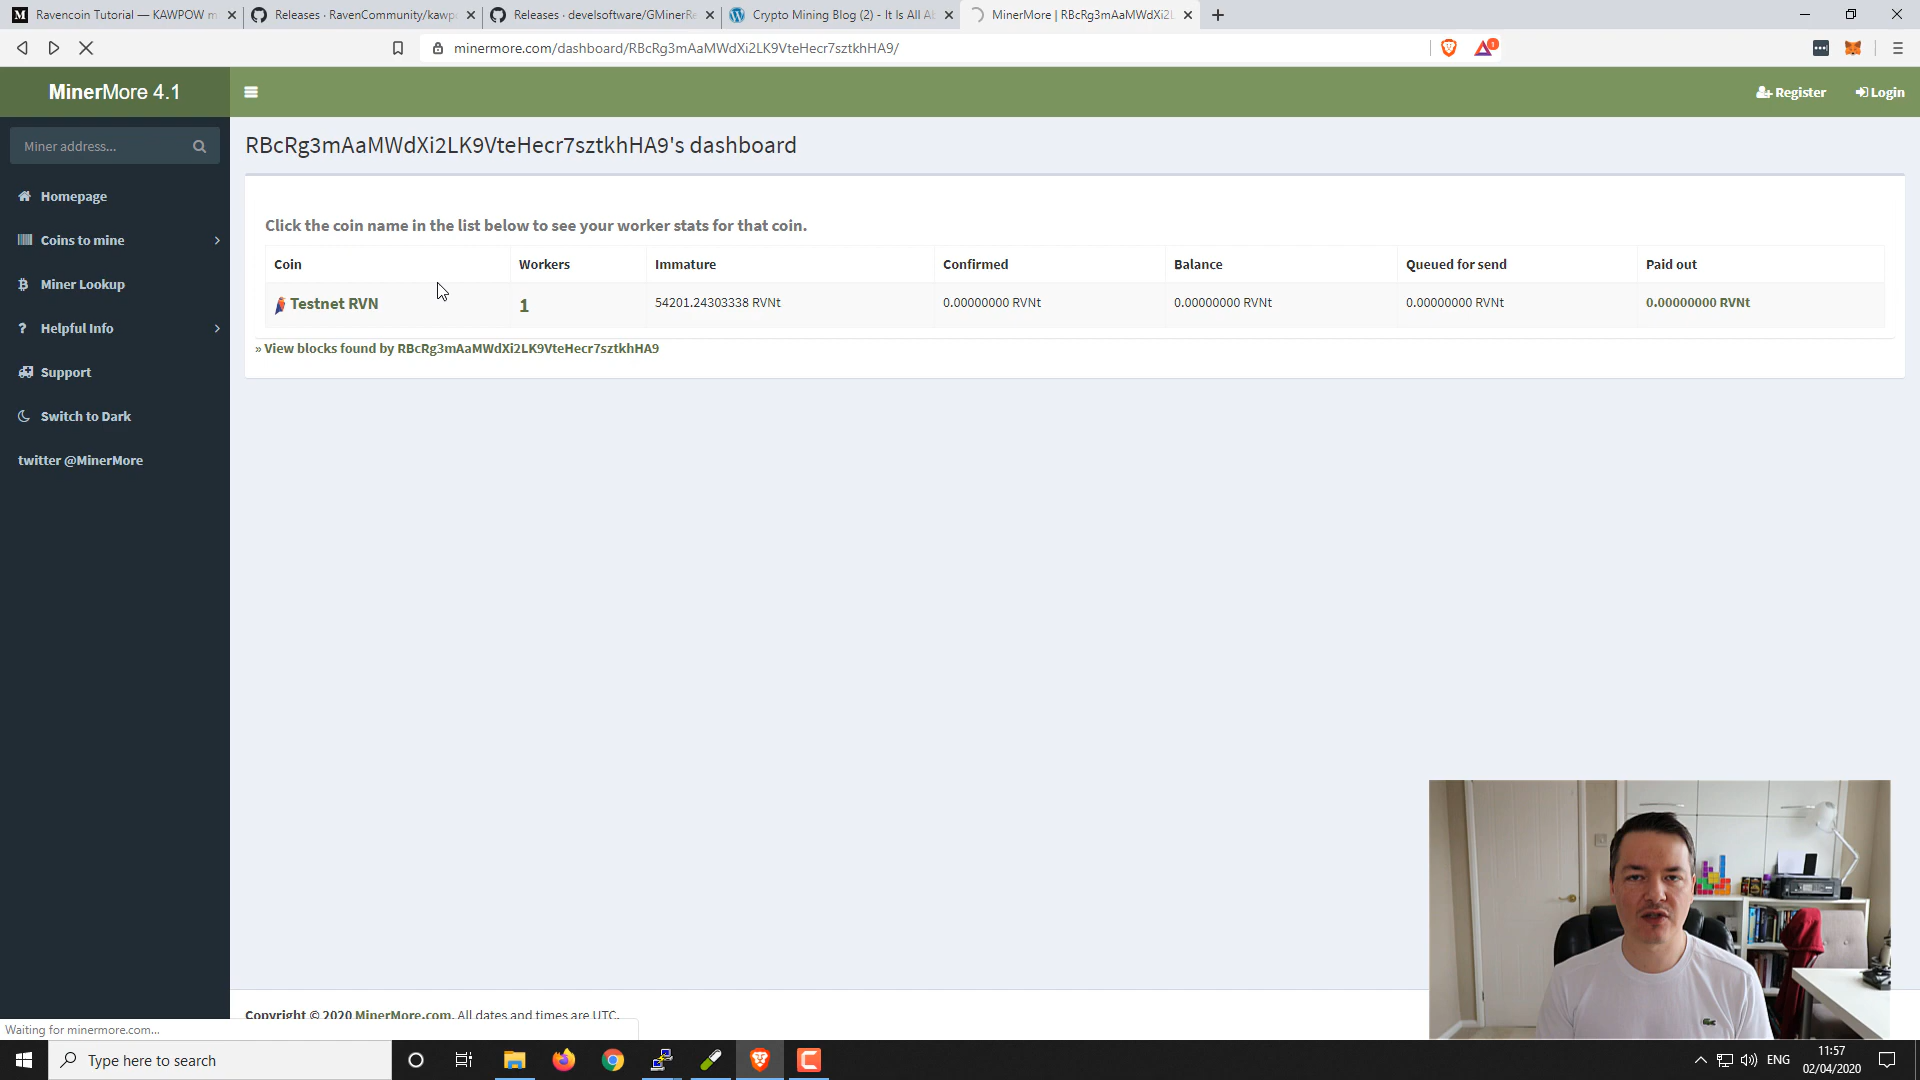 Ravencoin Tutorial — KAWPOW m
Releases · RavenCommunity/kawp
Releases · develsoftware/GMinerRe
Crypto Mining Blog (2) - It Is All Ab
MinerMore | RBcRg3mAaMWdXi2L
minermore.com/dashboard/RBcRg3mAaMWdXi2LK9VteHecr7sztkhHA9/
1
MinerMore 4.1
Register
Login
Miner address...
Homepage
Coins to mine
Miner Lookup
Helpful Info
Support
Switch to Dark
twitter @MinerMore
RBcRg3mAaMWdXi2LK9VteHecr7sztkhHA9's dashboard
Click the coin name in the list below to see your worker stats for that coin.
Coin Workers Immature Confirmed Balance Queued for send Paid out
Testnet RVN 1 54201.24303338 RVNt 0.00000000 RVNt 0.00000000 RVNt 0.00000000 RVNt 0.00000000 RVNt
» View blocks found by RBcRg3mAaMWdXi2LK9VteHecr7sztkhHA9
Copyright © 2020 MinerMore.com. All dates and times are UTC.
Waiting for minermore.com...
Type here to search
ENG
11:57
02/04/2020